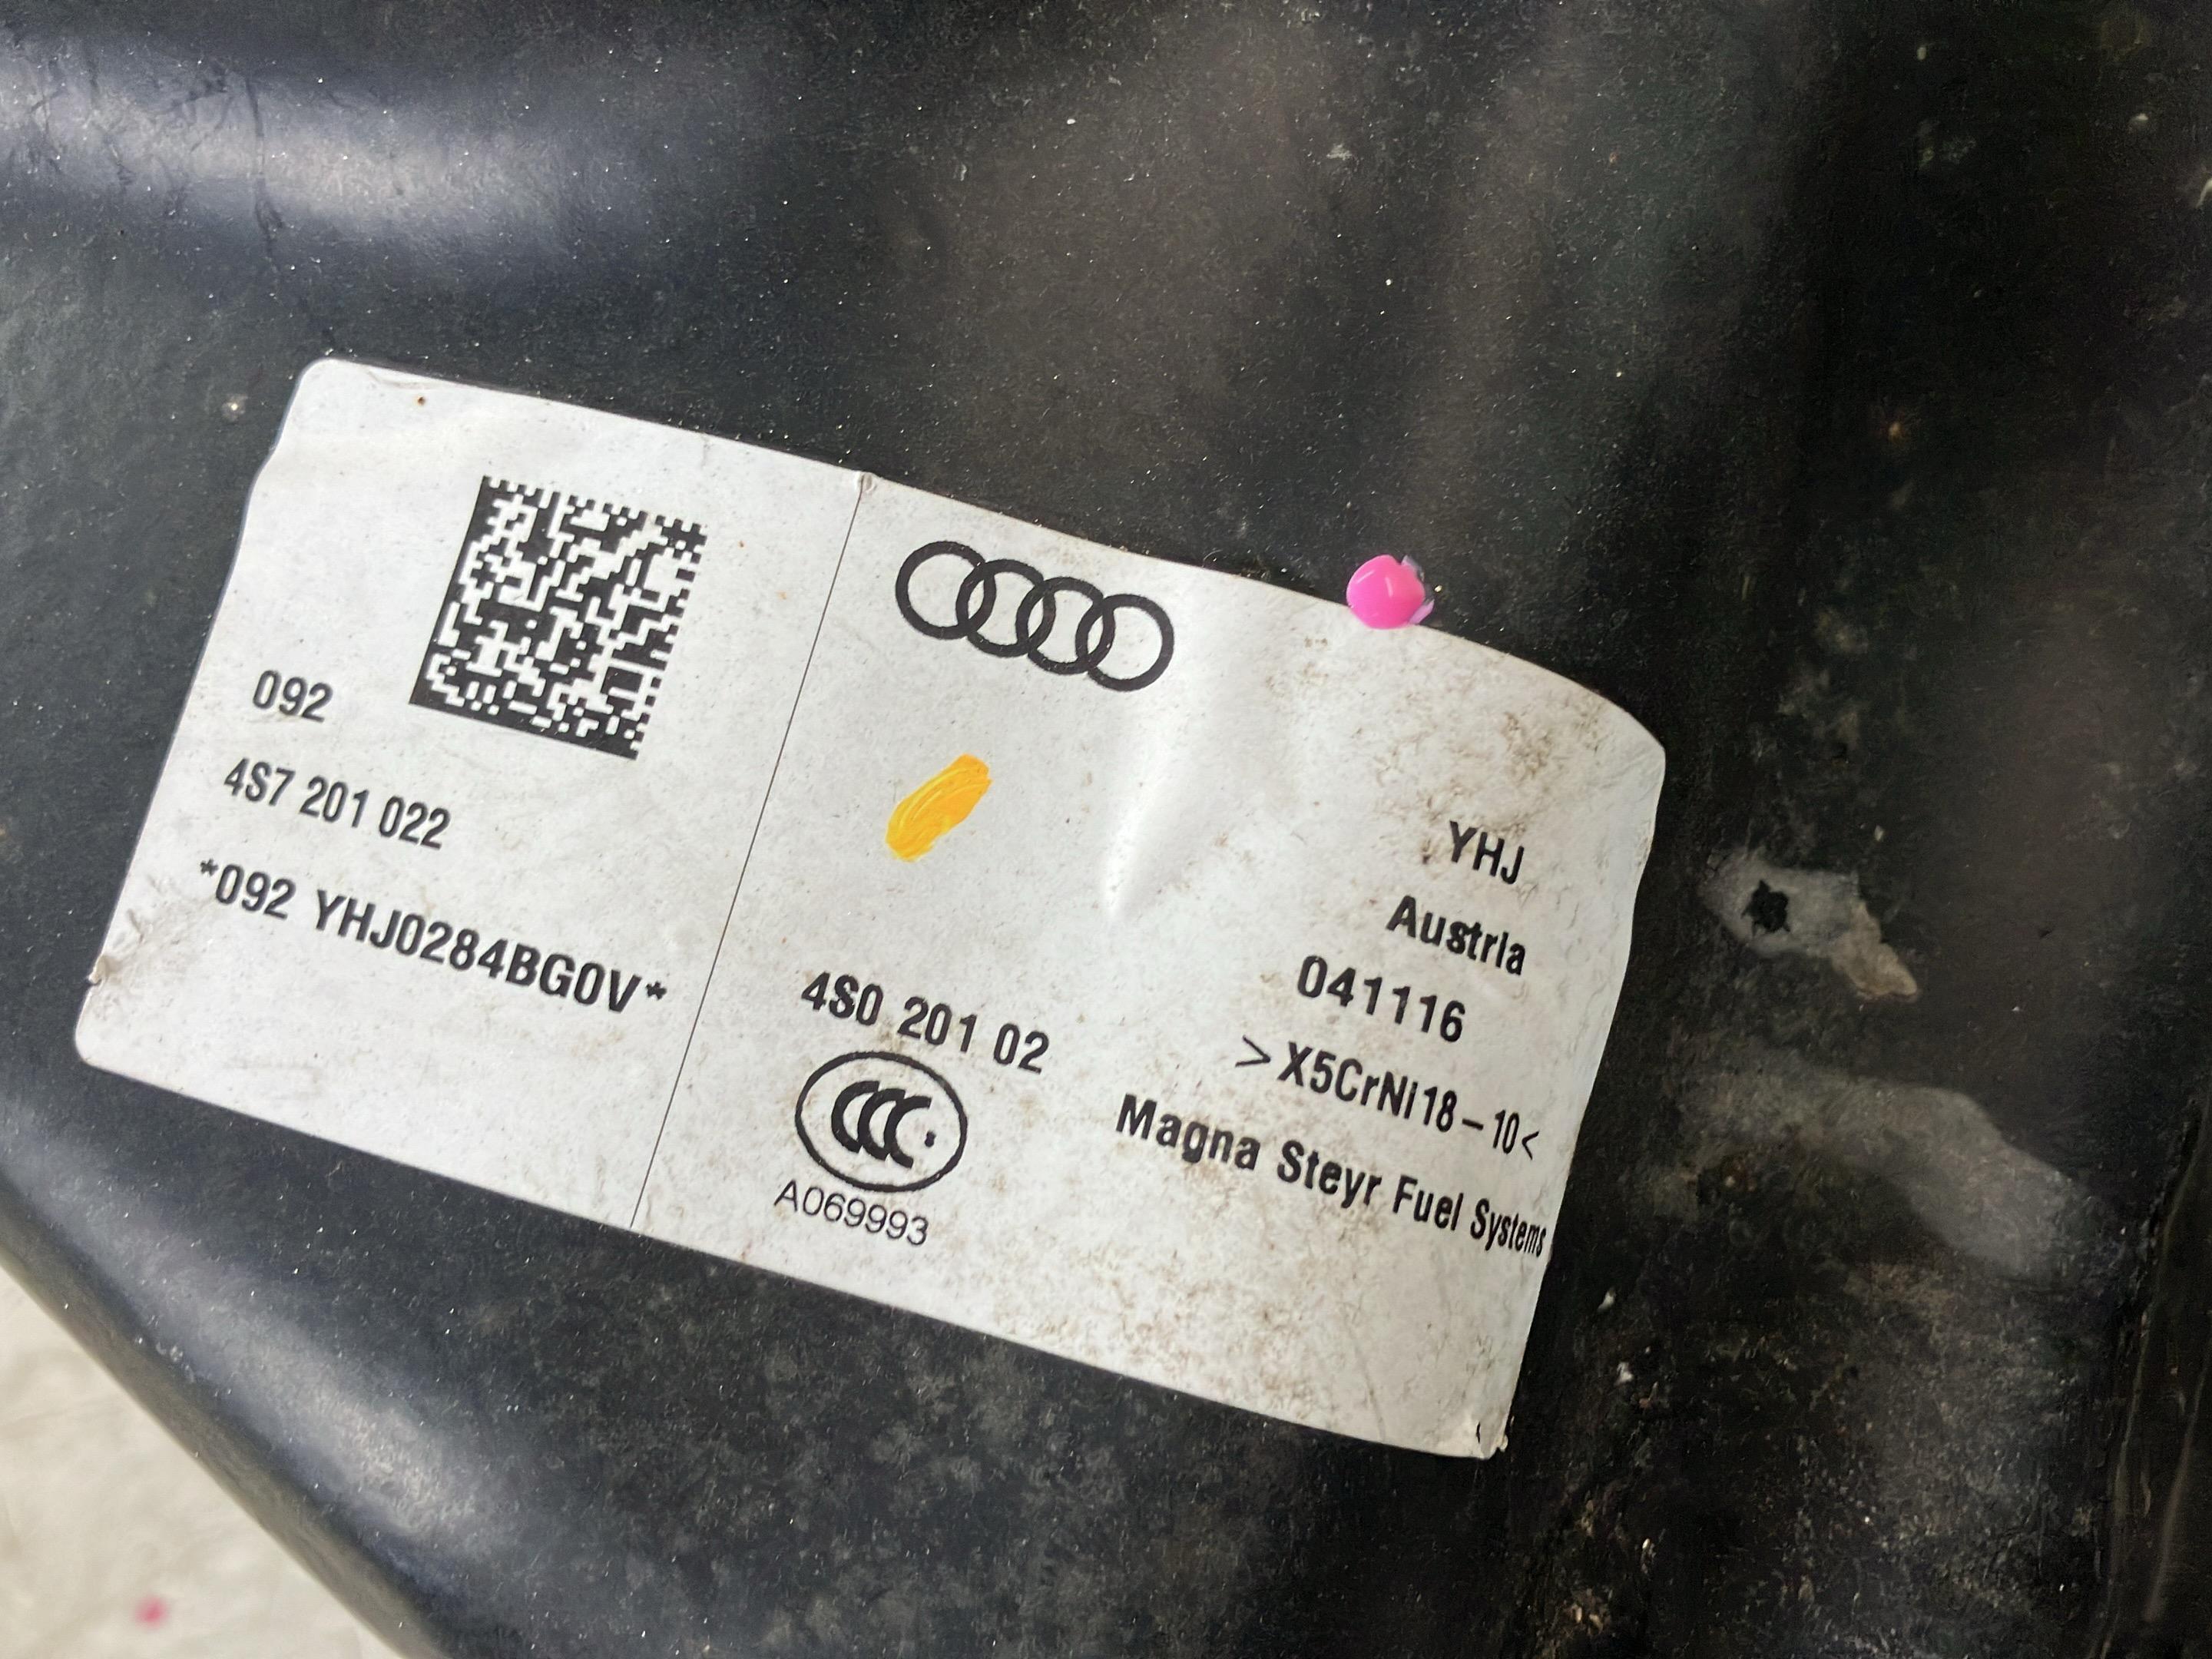 092
4S7 201 022
*092 YHJ0284BG0V*
4S0 201 02
CCC
A069993
YHJ
Austria
041116
>X5CrNi18-10<
Magna Steyr Fuel Systems